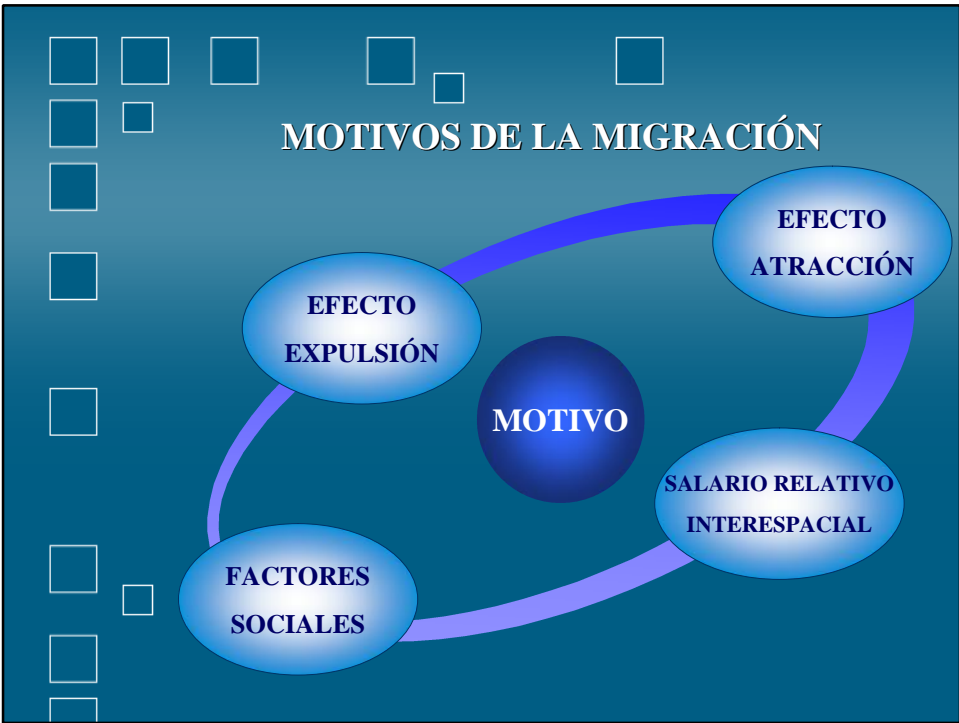 MOTIVOS DE LA MIGRACIÓN
EFECTO
ATRACCIÓN
EFECTO
EXPULSIÓN
MOTIVO
SALARIO RELATIVO
INTERESPACIAL
FACTORES
SOCIALES